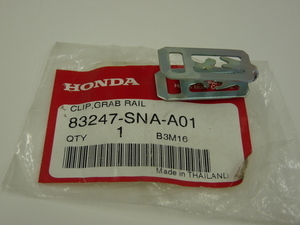 HONDA
CLIP, GRAB RAIL
83247-SNA-A01
QTY 1 B3M16
Made in THAILAND